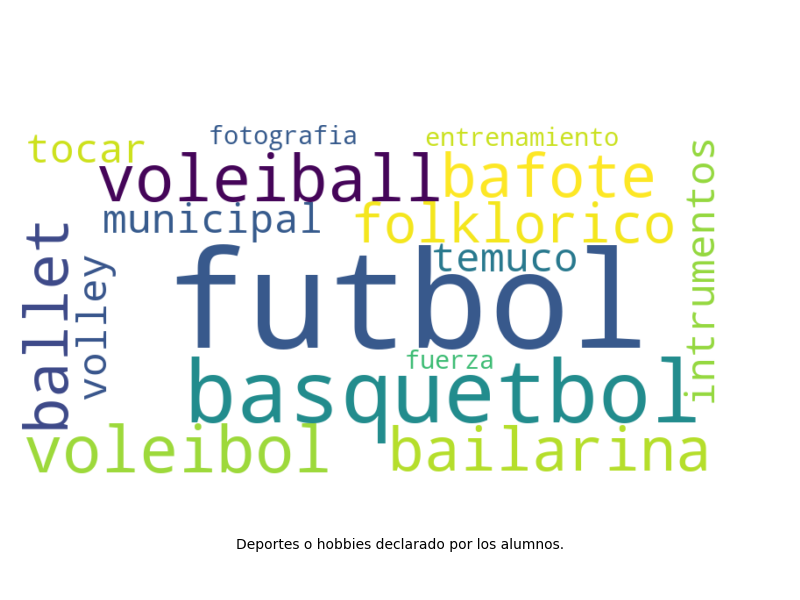 tocar
fotografia
entrenamiento
voleiball
bafote
municipal
folklorico
intrumentos
ballet
volley
temuco
futbol
fuerza
basquetbol
voleibol
bailarina
Deportes o hobbies declarado por los alumnos.